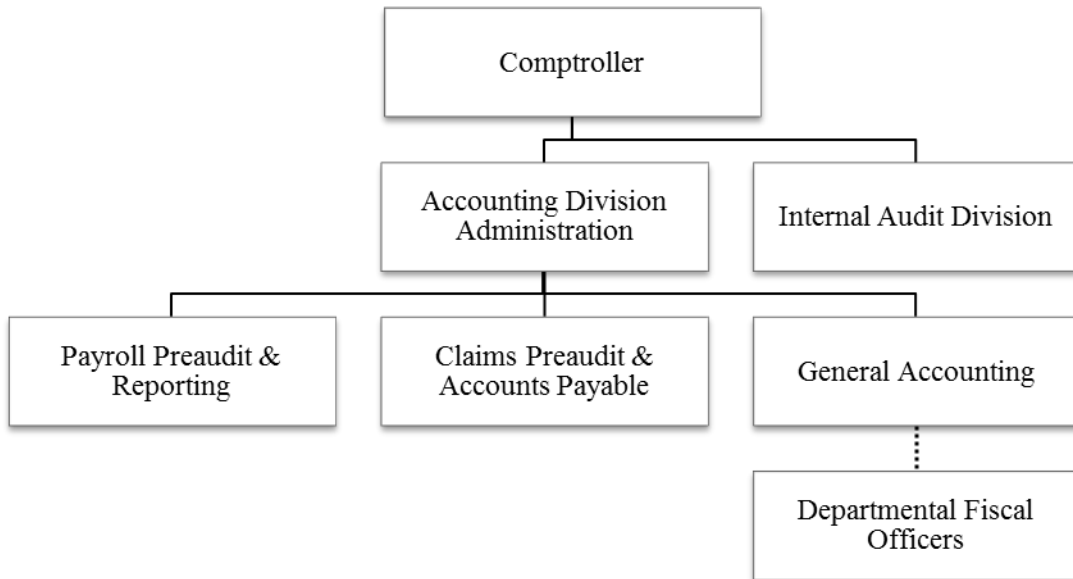 Comptroller
Accounting Division
Administration
Internal Audit Division
Payroll Preaudit &
Reporting
Claims Preaudit &
Accounts Payable
General Accounting
Departmental Fiscal
Officers